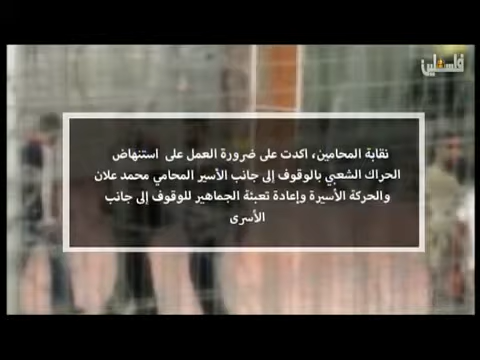 فلسطين
نقابة المحامين، اكدت على ضرورة العمل على استنهاض
الحراك الشعبي بالوقوف إلى جانب الأسير المحامي محمد علان
والحركة الأسيرة وإعادة تعبئة الجماهير للوقوف إلى جانب
الأسرى